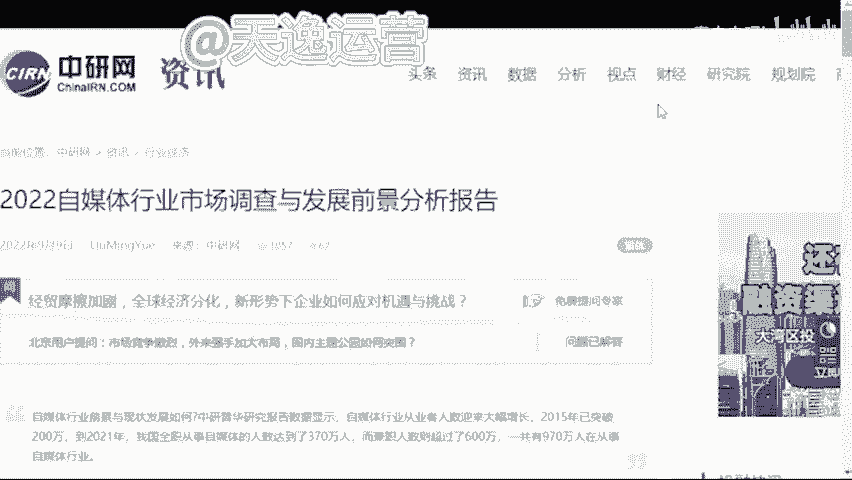 @天逸运营
CIRN 中研网 ChinaIRN.COM 资讯
头条 资讯 数据 分析 视点 财经 研究院 规划院
当前位置：中研网 > 资讯 > 行业经济
2022自媒体行业市场调查与发展前景分析报告
LiuMingYue 来源：中研网
经贸摩擦加剧，全球经济分化，新形势下企业如何应对机遇与挑战？ 免费提问专家
北京用户提问：市场竞争激烈，外来强手加大布局，国内主题公园如何突围？ 问题已解答
自媒体行业前景与现状发展如何?中研普华研究报告数据显示，自媒体行业从业者人数迎来大幅增长，2015年已突破
200万，到2021年，我国全职从事自媒体的人数达到了370万人，而兼职人数则超过了600万，一共有970万人在从事
自媒体行业。
还
融资
大湾区投